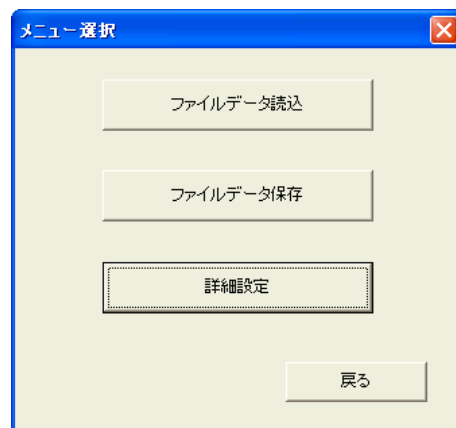 メニュー選択
ファイルデータ読込
ファイルデータ保存
詳細設定
戻る